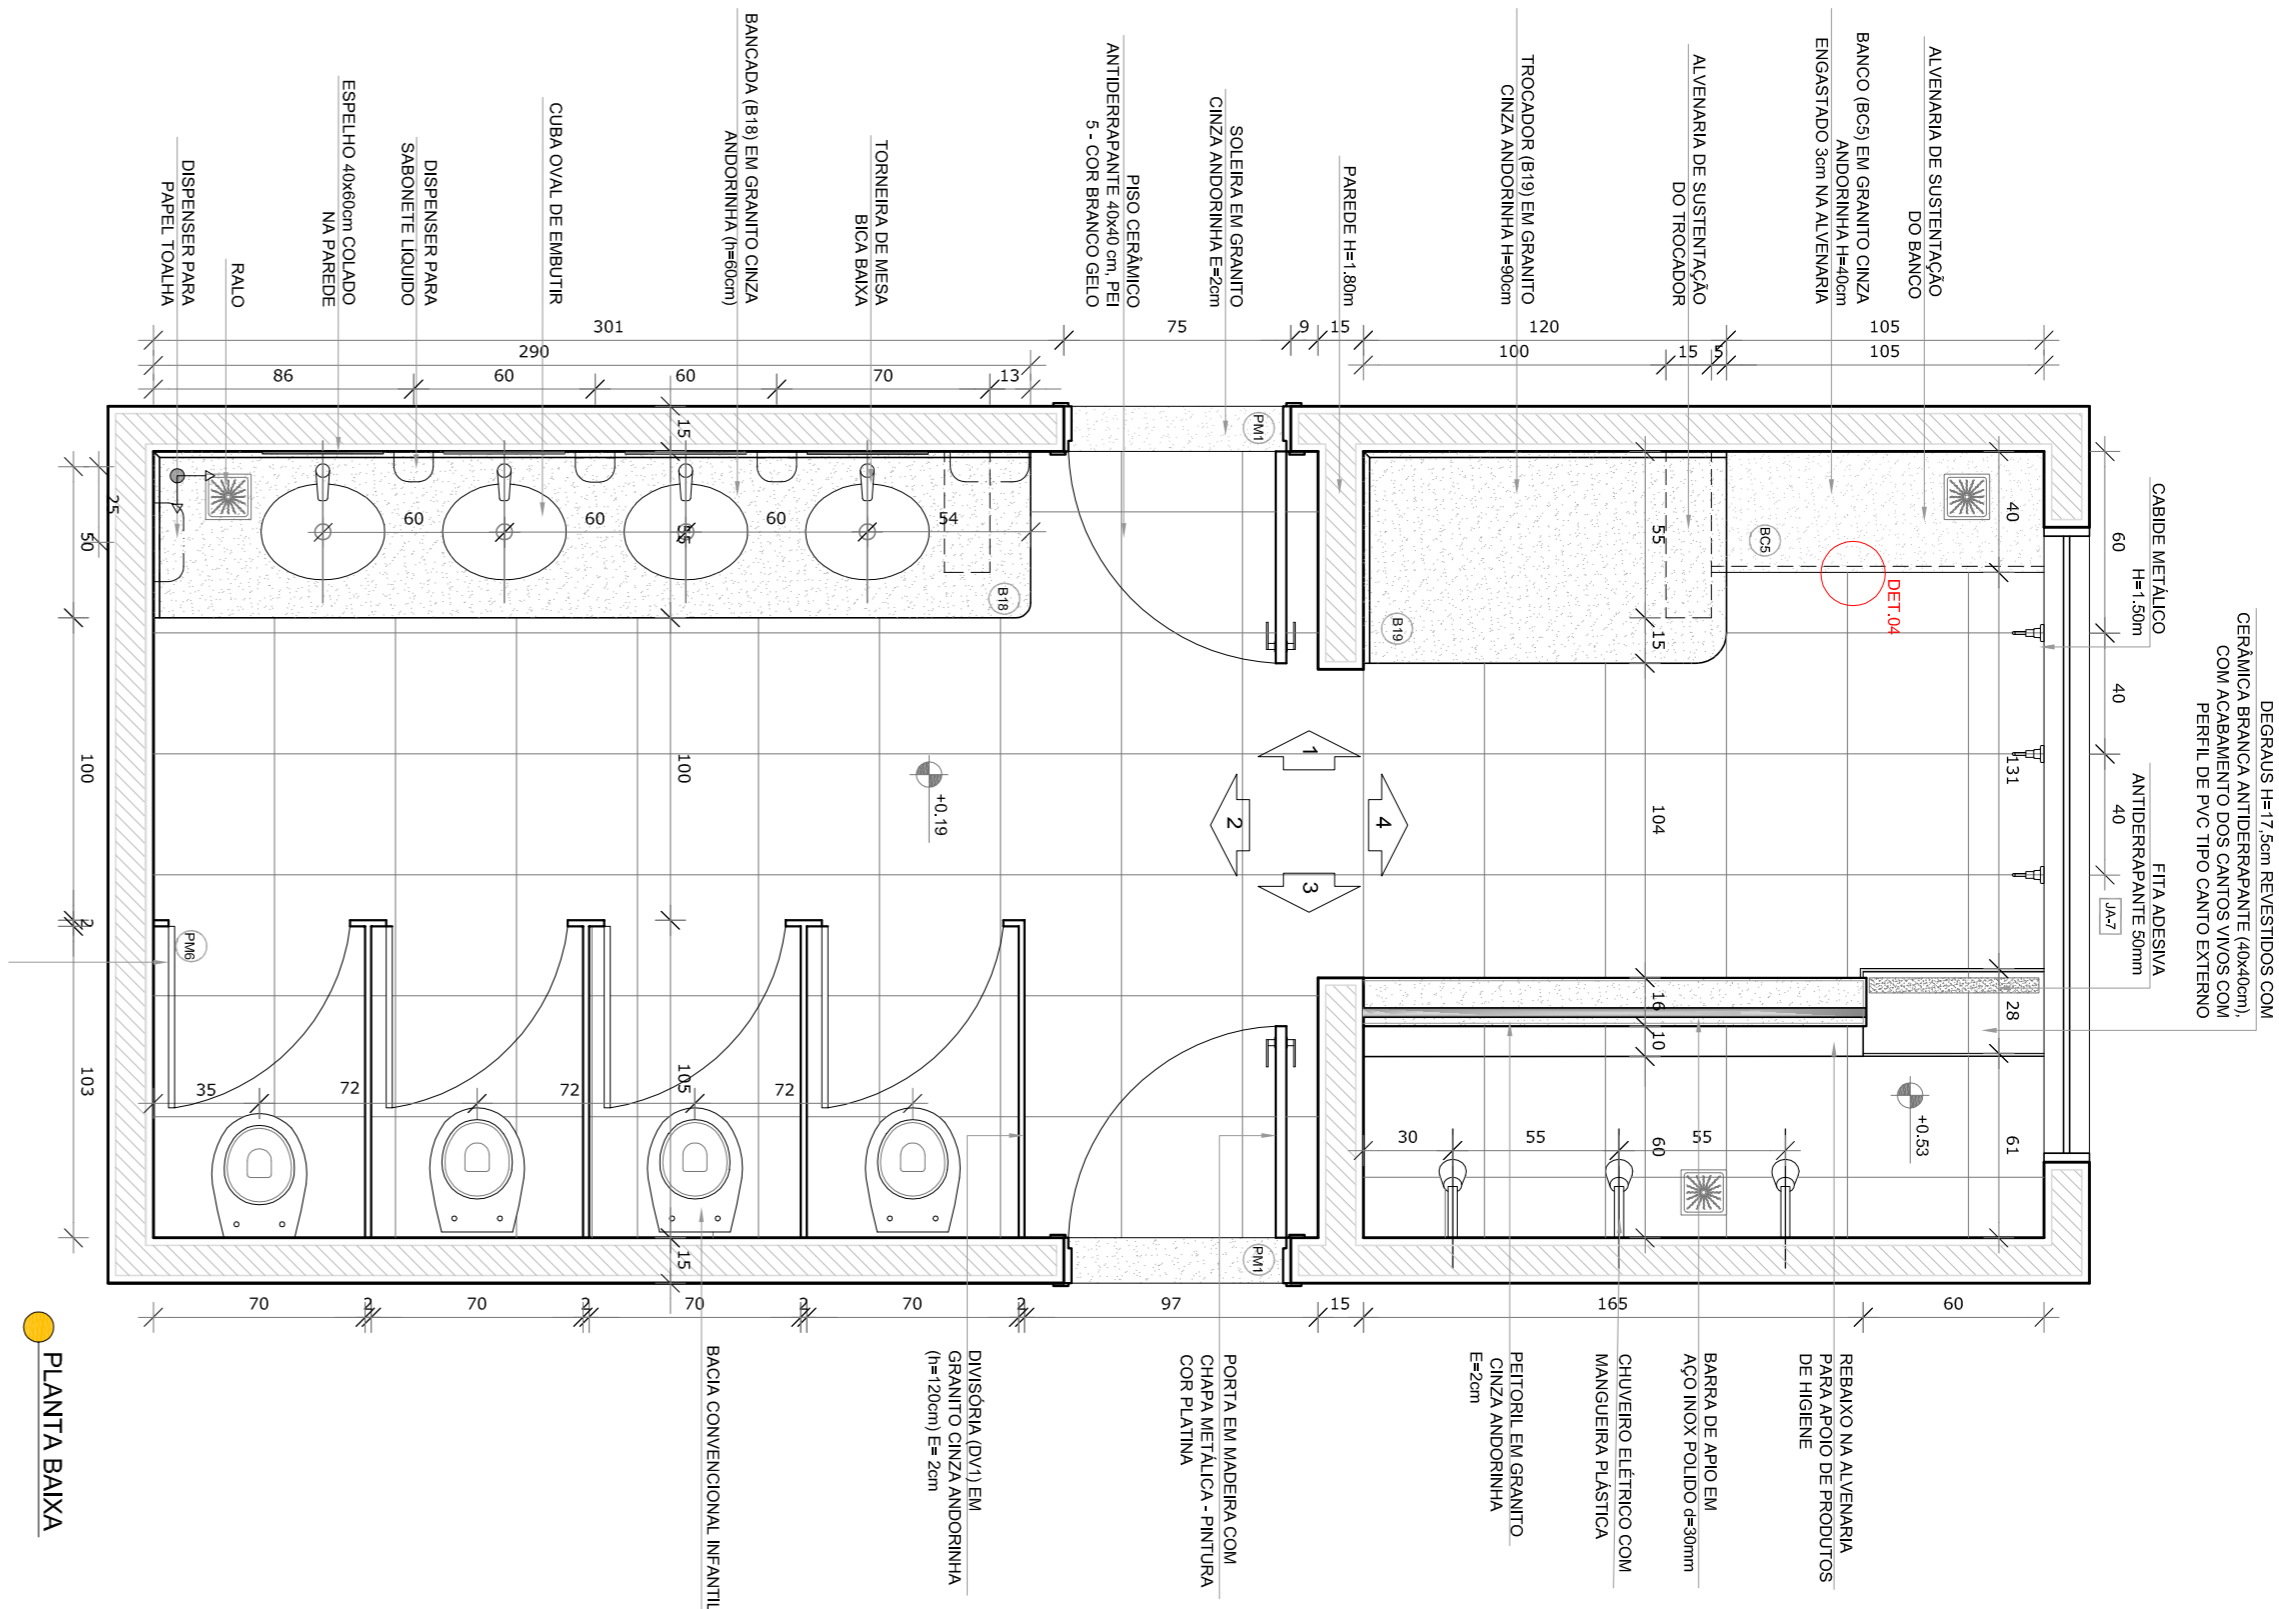 DISPENSER PARA
PAPEL TOALHA
RALO
ESPELHO 40x60cm COLADO
NA PAREDE
DISPENSER PARA
SABONETE LÍQUIDO
CUBA OVAL DE EMBUTIR
BANCADA (B18) EM GRANITO CINZA
ANDORINHA (h=60cm)
TORNEIRA DE MESA
BICA BAIXA
PISO CERÂMICO
ANTIDERRAPANTE 40x40 cm, PEI
5 - COR BRANCO GELO
SOLEIRA EM GRANITO
CINZA ANDORINHA E=2cm
PAREDE H=1.80m
TROCADOR (B19) EM GRANITO
CINZA ANDORINHA H=90cm
ALVENARIA DE SUSTENTAÇÃO
DO TROCADOR
BANCO (BC5) EM GRANITO CINZA
ANDORINHA H=40cm
ENGASTADO 3cm NA ALVENARIA
ALVENARIA DE SUSTENTAÇÃO
DO BANCO
CABIDE METÁLICO
H=1.50m
DEGRAUS H=17,5cm REVESTIDOS COM
CERÂMICA BRANCA ANTIDERRAPANTE (40x40cm),
COM ACABAMENTO DOS CANTOS VIVOS COM
PERFIL DE PVC TIPO CANTO EXTERNO
FITA ADESIVA
ANTIDERRAPANTE 50mm
301
75
9
15
120
105
290
100
15
5
105
86
60
60
70
13
15
PM1
25
50
60
60
60
54
55
B18
55
15
B19
BC5
DET.04
40
60
40
40
JA-7
131
100
100
+0.19
1
2
3
4
104
2
PM6
103
35
72
72
72
105
16
10
28
+0.53
61
30
55
55
60
15
PM1
70
2
70
2
70
2
70
2
97
15
165
60
PLANTA BAIXA
BACIA CONVENCIONAL INFANTIL
DIVISÓRIA (DV1) EM
GRANITO CINZA ANDORINHA
(h=120cm) E= 2cm
PORTA EM MADEIRA COM
CHAPA METÁLICA - PINTURA
COR PLATINA
PEITORIL EM GRANITO
CINZA ANDORINHA
E=2cm
CHUVEIRO ELÉTRICO COM
MANGUEIRA PLÁSTICA
BARRA DE APIO EM
AÇO INOX POLIDO d=30mm
REBAIXO NA ALVENARIA
PARA APOIO DE PRODUTOS
DE HIGIENE